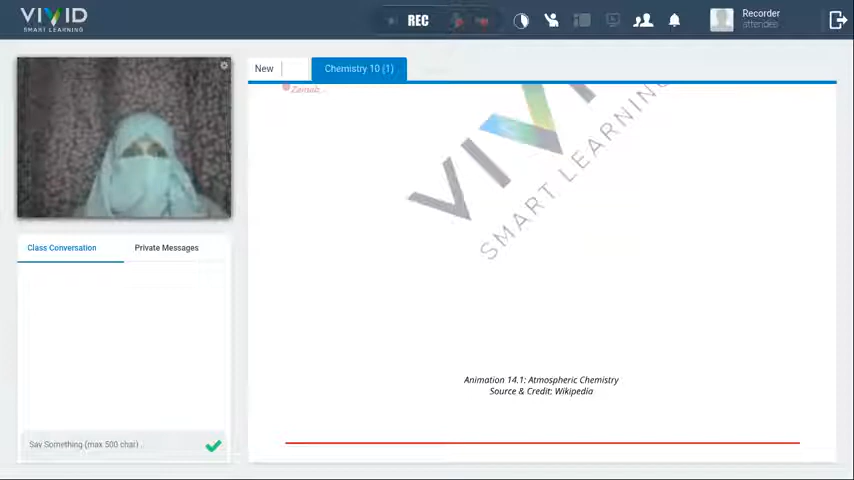 VIVID
SMART LEARNING
REC
Recorder
attendee
New
Chemistry 10 (1)
Zainab...
VIVID
SMART LEARNING
Class Conversation
Private Messages
Animation 14.1: Atmospheric Chemistry
Source & Credit: Wikipedia
Say Something (max 500 char)